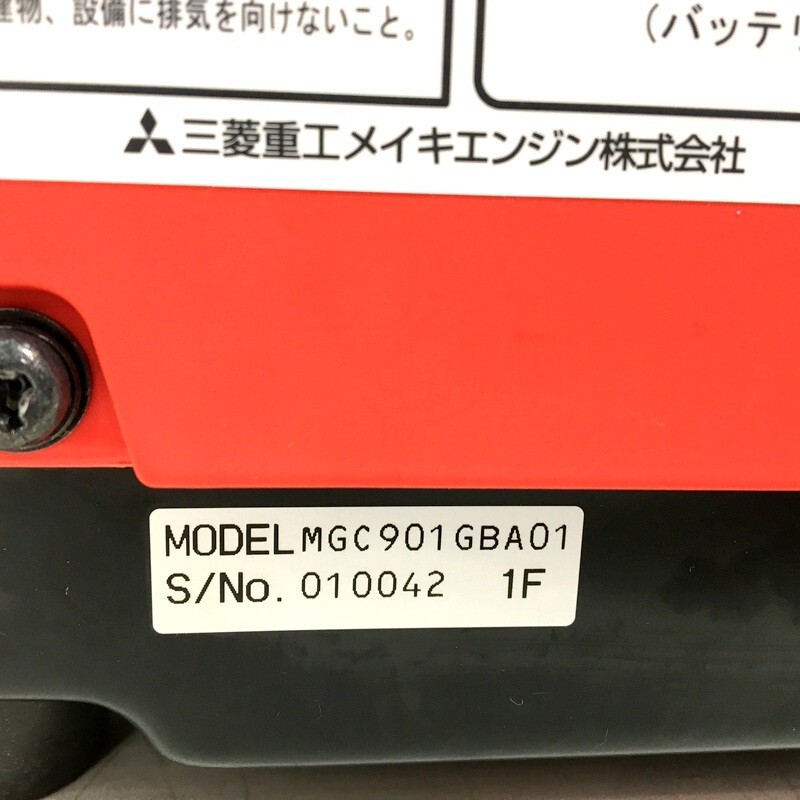 物、設備に排気を向けないこと。
(バッテリ
三菱重工メイキエンジン株式会社
MODEL MGC901GBA01
S/No. 010042 1F